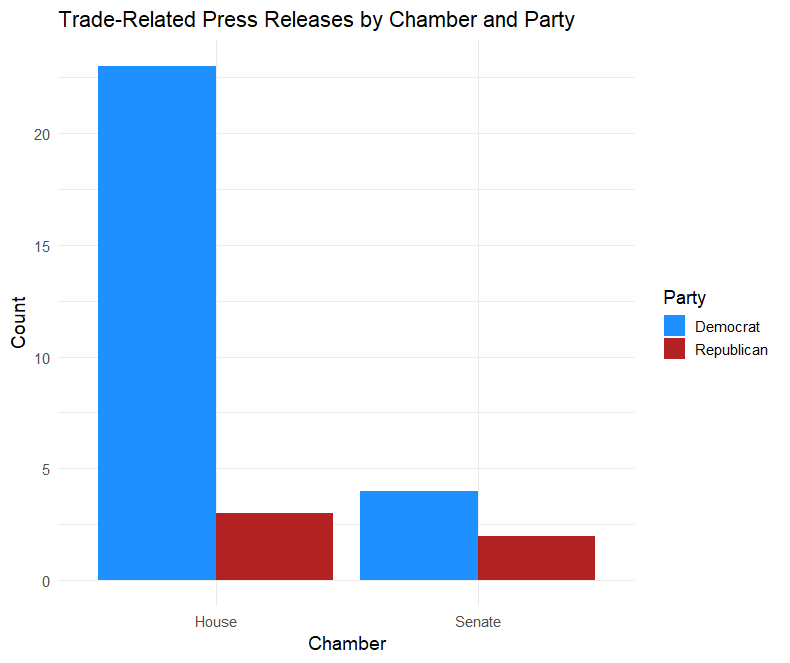 Trade-Related Press Releases by Chamber and Party
20
15
10
5
0
Count
House
Senate
Chamber
Party
Democrat
Republican